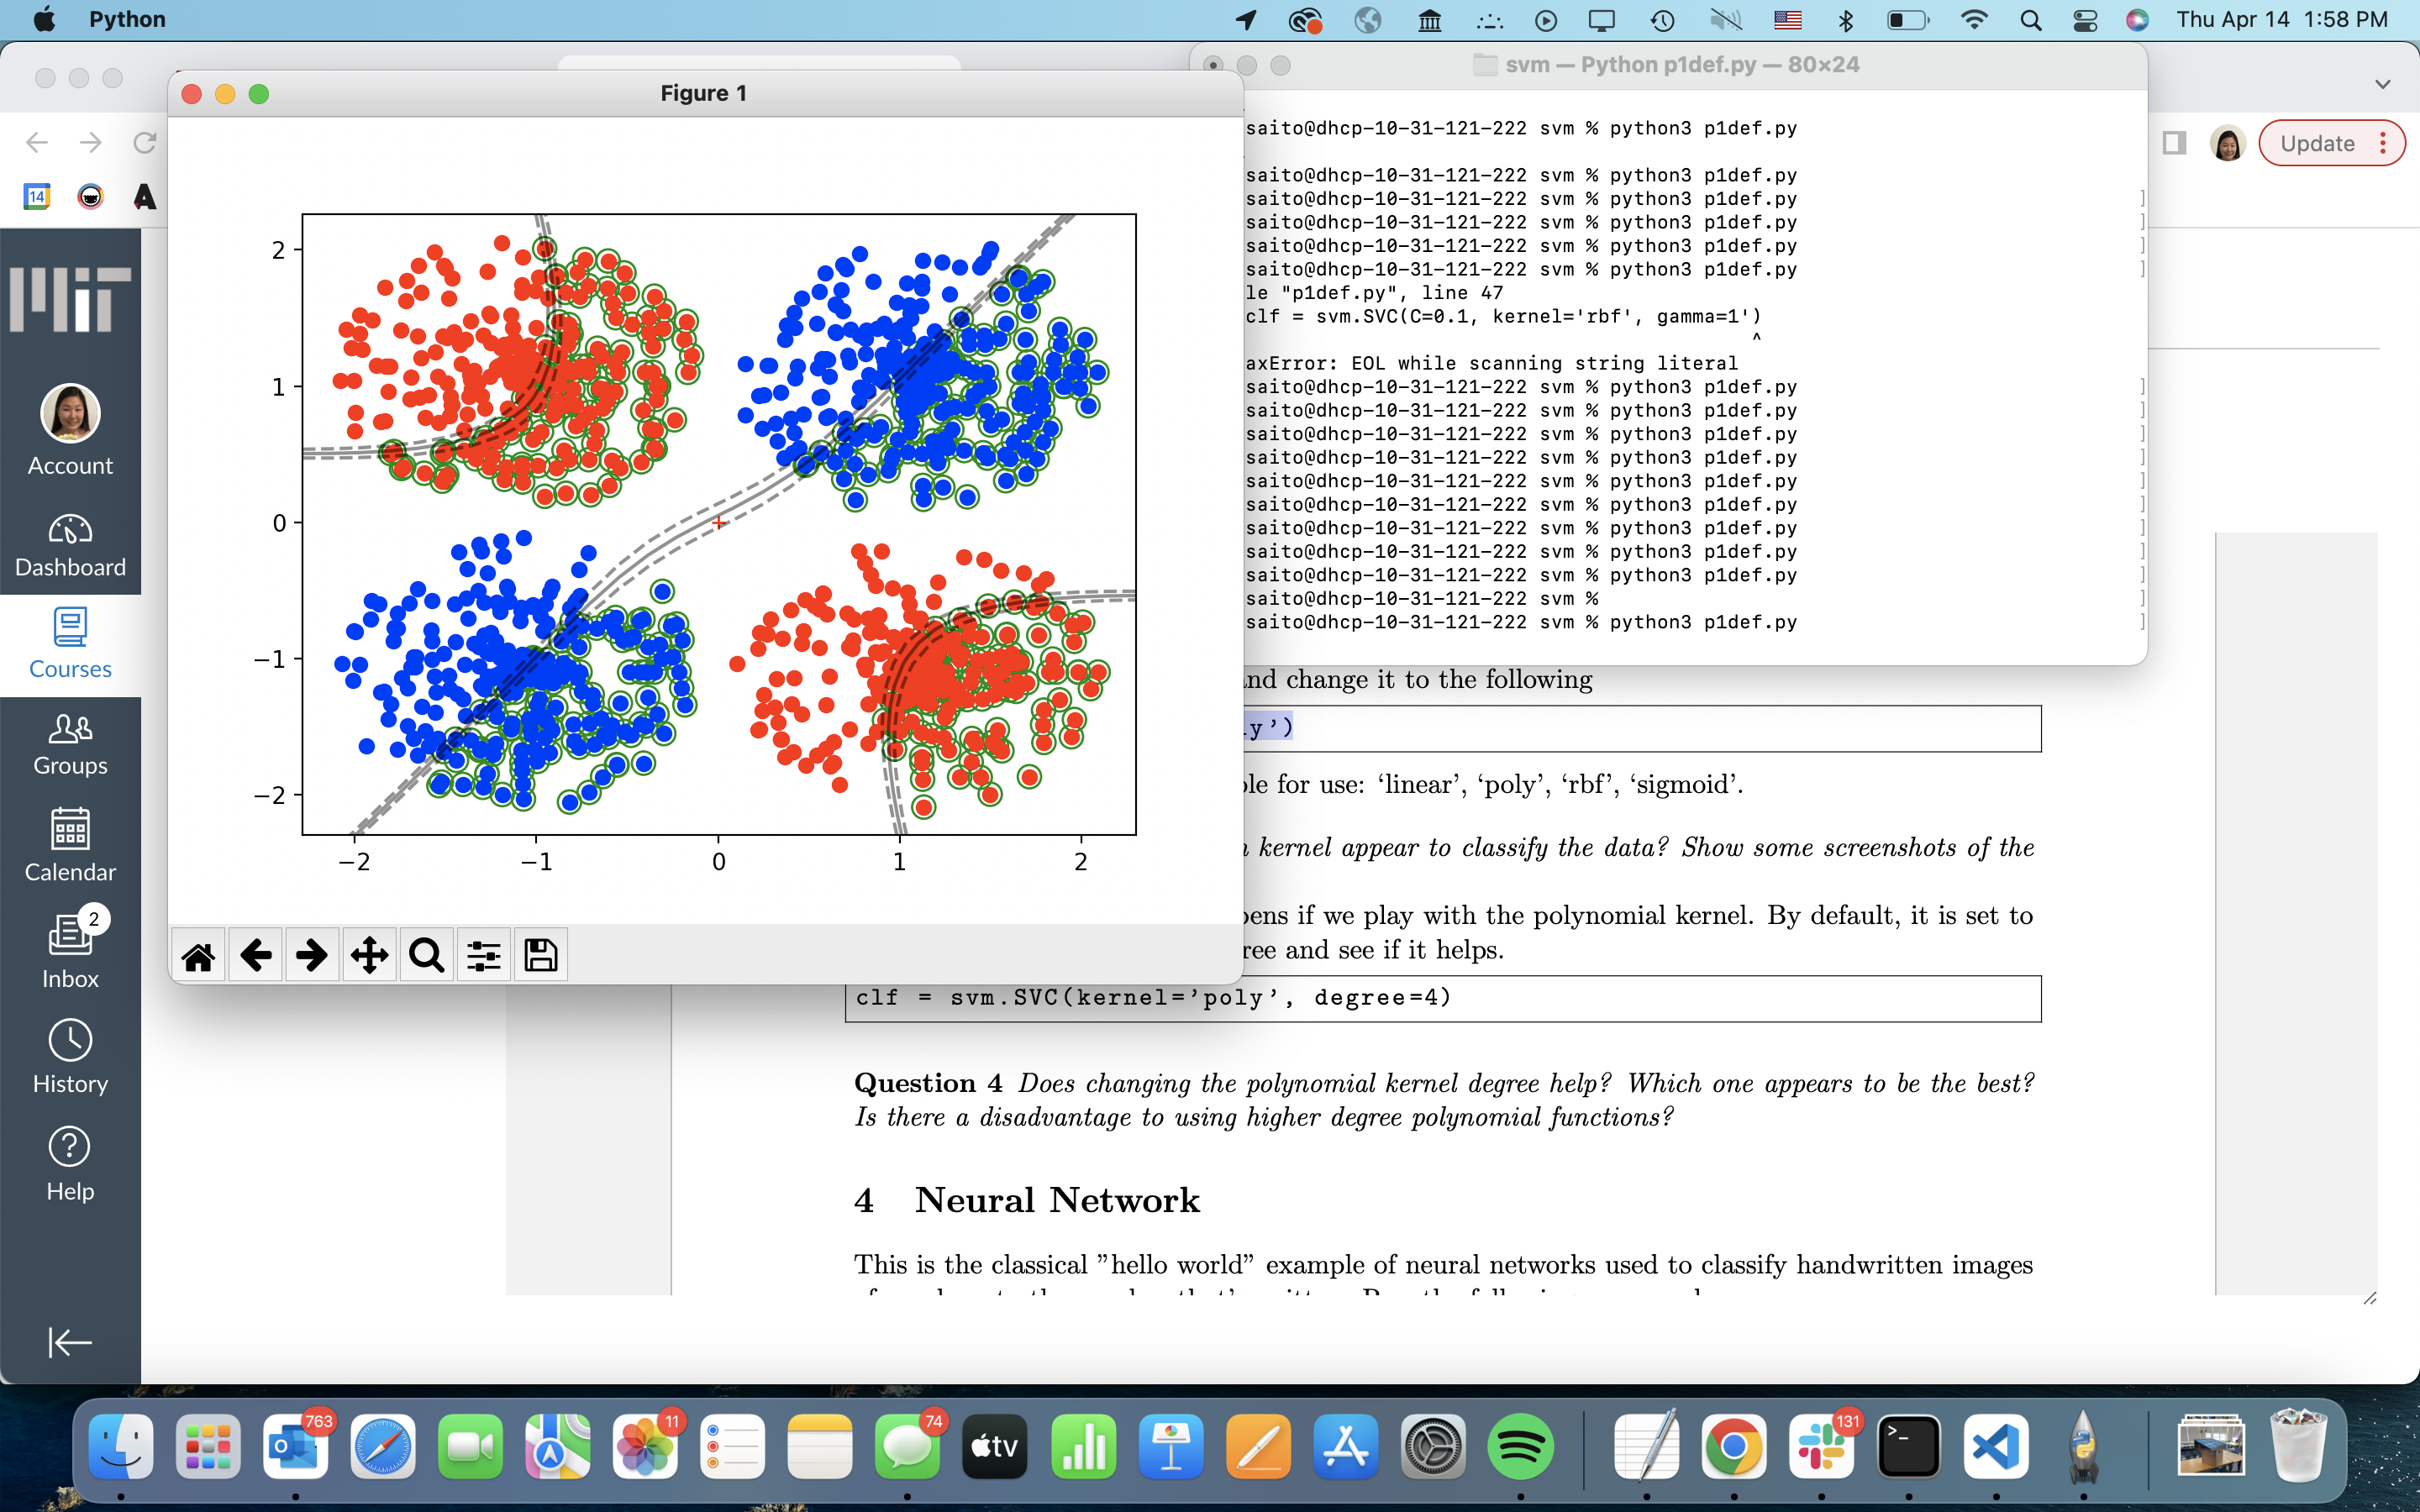 Python
Thu Apr 14 1:58 PM
Figure 1
svm — Python p1def.py — 80×24
Update
14
2
1
0
−1
−2
−2
−1
0
1
2
saito@dhcp-10-31-121-222 svm % python3 p1def.py
saito@dhcp-10-31-121-222 svm % python3 p1def.py
saito@dhcp-10-31-121-222 svm % python3 p1def.py
saito@dhcp-10-31-121-222 svm % python3 p1def.py
saito@dhcp-10-31-121-222 svm % python3 p1def.py
saito@dhcp-10-31-121-222 svm % python3 p1def.py
le "p1def.py", line 47
clf = svm.SVC(C=0.1, kernel='rbf', gamma=1')
^
axError: EOL while scanning string literal
saito@dhcp-10-31-121-222 svm % python3 p1def.py
saito@dhcp-10-31-121-222 svm % python3 p1def.py
saito@dhcp-10-31-121-222 svm % python3 p1def.py
saito@dhcp-10-31-121-222 svm % python3 p1def.py
saito@dhcp-10-31-121-222 svm % python3 p1def.py
saito@dhcp-10-31-121-222 svm % python3 p1def.py
saito@dhcp-10-31-121-222 svm % python3 p1def.py
saito@dhcp-10-31-121-222 svm % python3 p1def.py
saito@dhcp-10-31-121-222 svm % python3 p1def.py
saito@dhcp-10-31-121-222 svm %
saito@dhcp-10-31-121-222 svm % python3 p1def.py
MIT
Account
Dashboard
Courses
Groups
Calendar
2
Inbox
History
Help
and change it to the following
y’)
ble for use: ‘linear’, ‘poly’, ‘rbf’, ‘sigmoid’.
kernel appear to classify the data? Show some screenshots of the
pens if we play with the polynomial kernel. By default, it is set to
ree and see if it helps.
clf = svm.SVC(kernel=’poly’, degree=4)
Question 4 Does changing the polynomial kernel degree help? Which one appears to be the best?
Is there a disadvantage to using higher degree polynomial functions?
4 Neural Network
This is the classical ”hello world” example of neural networks used to classify handwritten images
763
11
74
tv
131
>_